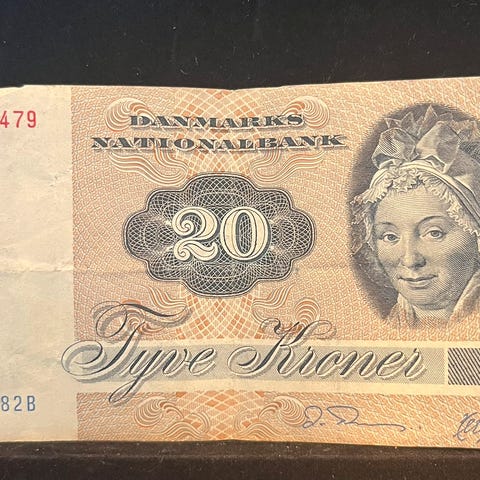 479
DANMARKS
NATIONALBANK
20
Tyve Kroner
82B